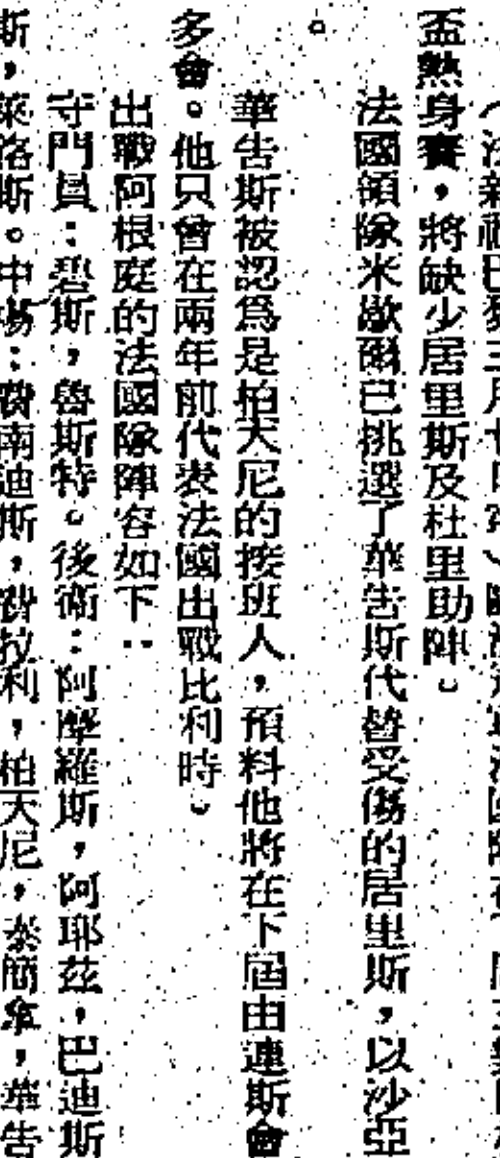 盃熱身賽，將缺少居里斯及杜里助陣。
法國領隊米歇爾已挑選了華告斯代替受傷的居里斯，以沙亞
。
華告斯被認爲是柏天尼的接班人，預料他將在下屆由連斯會
多會。他只曾在兩年前代表法國出戰比利時。
出戰阿根庭的法國隊陣容如下：
守門員：碧斯，魯斯特。後衞：阿摩羅斯，阿耶兹，巴迪斯
斯，萊洛斯。中場：費南迪斯，費拉利，柏天尼，泰簡拿，華告